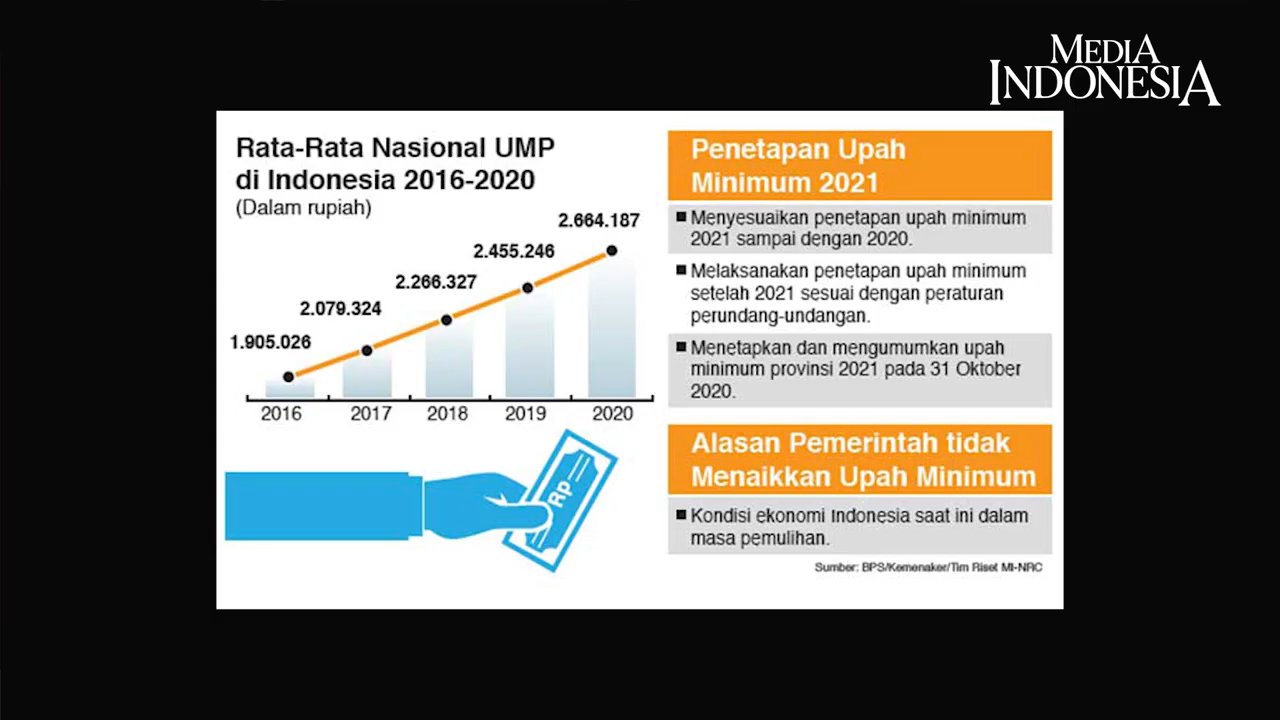 MEDIA
INDONESIA
Rata-Rata Nasional UMP
di Indonesia 2016-2020
(Dalam rupiah)
2.664.187
2.455.246
2.266.327
2.079.324
1.905.026
2016 2017 2018 2019 2020
RP
Penetapan Upah
Minimum 2021
■ Menyesuaikan penetapan upah minimum
2021 sampai dengan 2020.
■ Melaksanakan penetapan upah minimum
setelah 2021 sesuai dengan peraturan
perundang-undangan.
■ Menetapkan dan mengumumkan upah
minimum provinsi 2021 pada 31 Oktober
2020.
Alasan Pemerintah tidak
Menaikkan Upah Minimum
■ Kondisi ekonomi Indonesia saat ini dalam
masa pemulihan.
Sumber: BPS/Kemenaker/Tim Riset MI-NRC